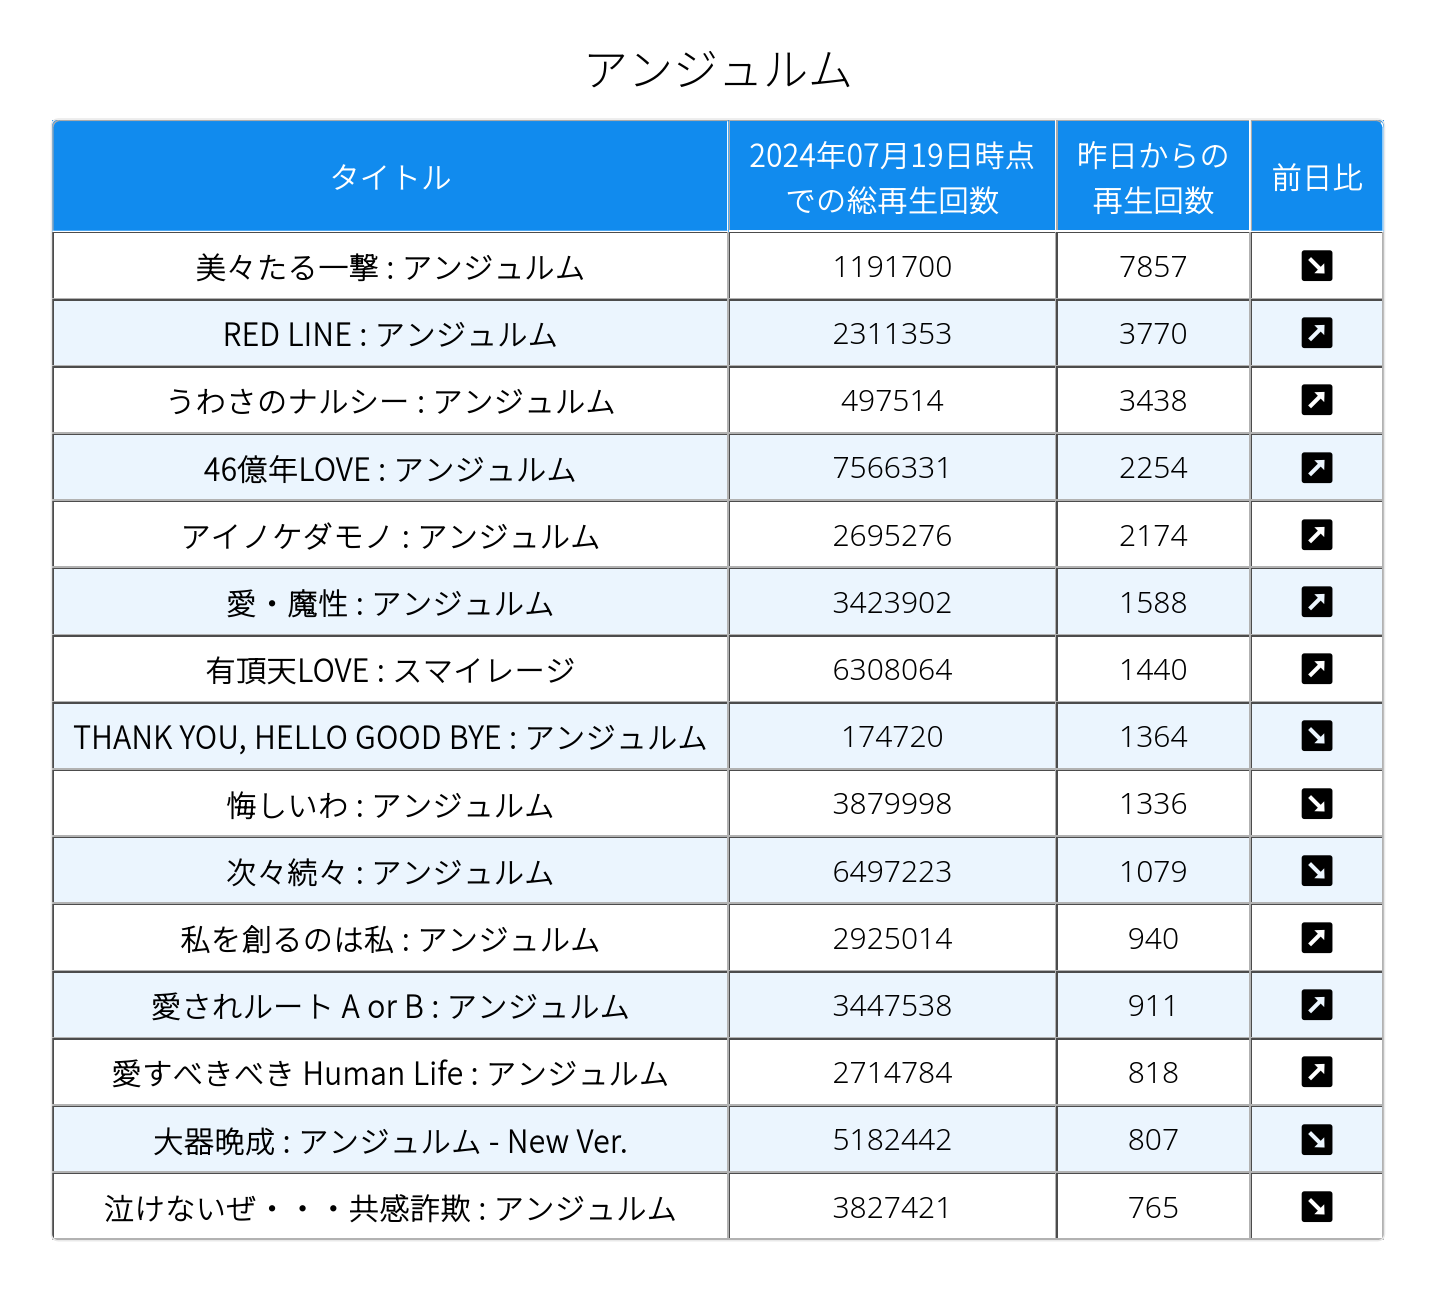 アンジュルム
タイトル 2024年07月19日時点での総再生回数 昨日からの再生回数 前日比
美々たる一撃 : アンジュルム 1191700 7857 ↘
RED LINE : アンジュルム 2311353 3770 ↗
うわさのナルシー : アンジュルム 497514 3438 ↗
46億年LOVE : アンジュルム 7566331 2254 ↗
アイノケダモノ : アンジュルム 2695276 2174 ↗
愛・魔性 : アンジュルム 3423902 1588 ↗
有頂天LOVE : スマイレージ 6308064 1440 ↗
THANK YOU, HELLO GOOD BYE : アンジュルム 174720 1364 ↘
悔しいわ : アンジュルム 3879998 1336 ↘
次々続々 : アンジュルム 6497223 1079 ↘
私を創るのは私 : アンジュルム 2925014 940 ↗
愛されルート A or B : アンジュルム 3447538 911 ↗
愛すべきべき Human Life : アンジュルム 2714784 818 ↗
大器晩成 : アンジュルム - New Ver. 5182442 807 ↘
泣けないぜ・・・共感詐欺 : アンジュルム 3827421 765 ↘